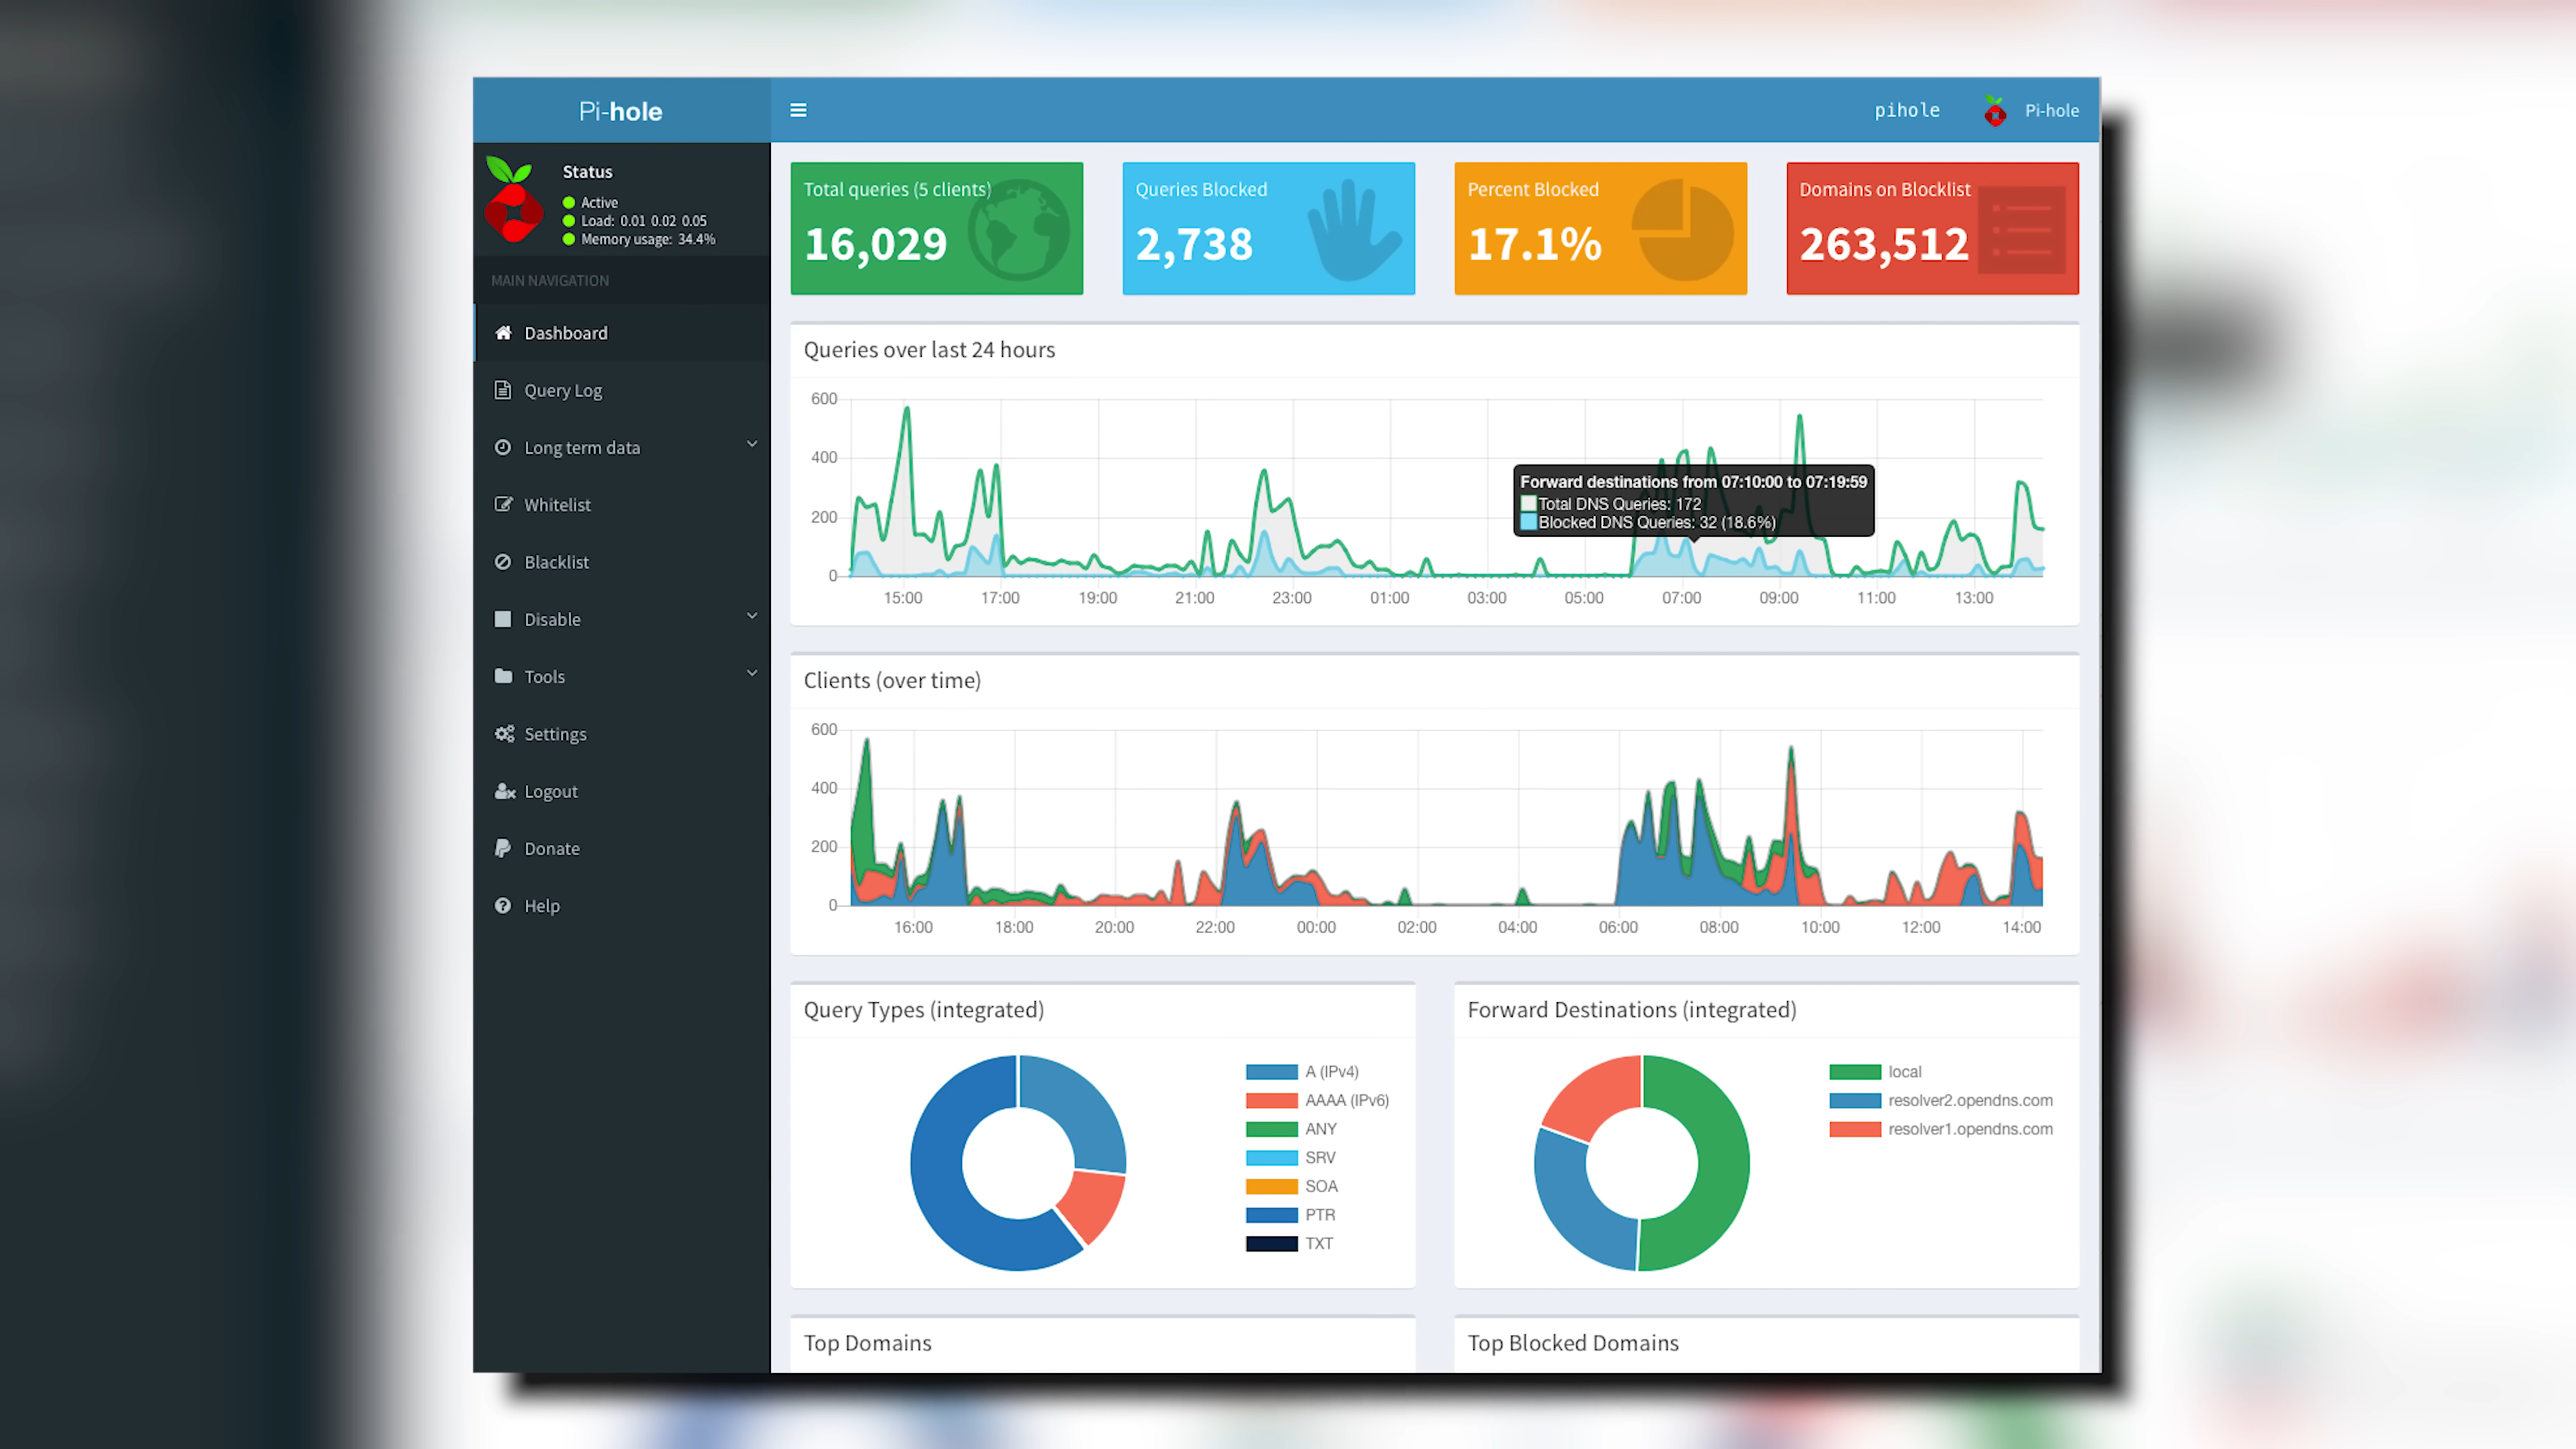 Pi-hole
pihole
Pi-hole
Status
Active
Load: 0.01 0.02 0.05
Memory usage: 34.4%
MAIN NAVIGATION
Dashboard
Query Log
Long term data
Whitelist
Blacklist
Disable
Tools
Settings
Logout
Donate
Help
Total queries (5 clients)
16,029
Queries Blocked
2,738
Percent Blocked
17.1%
Domains on Blocklist
263,512
Queries over last 24 hours
600
400
200
0
Forward destinations from 07:10:00 to 07:19:59
Total DNS Queries: 172
Blocked DNS Queries: 32 (18.6%)
15:00 17:00 19:00 21:00 23:00 01:00 03:00 05:00 07:00 09:00 11:00 13:00
Clients (over time)
600
400
200
0
16:00 18:00 20:00 22:00 00:00 02:00 04:00 06:00 08:00 10:00 12:00 14:00
Query Types (integrated)
A (IPv4)
AAAA (IPv6)
ANY
SRV
SOA
PTR
TXT
Forward Destinations (integrated)
local
resolver2.opendns.com
resolver1.opendns.com
Top Domains
Top Blocked Domains